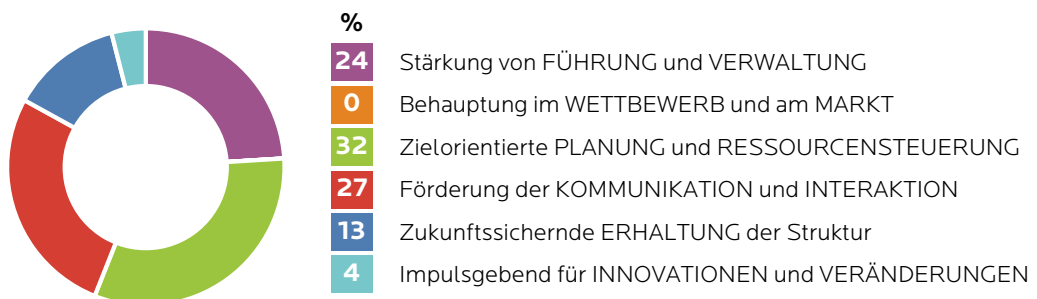 %
24 Stärkung von FÜHRUNG und VERWALTUNG
0 Behauptung im WETTBEWERB und am MARKT
32 Zielorientierte PLANUNG und RESSOURCENSTEUERUNG
27 Förderung der KOMMUNIKATION und INTERAKTION
13 Zukunftssichernde ERHALTUNG der Struktur
4 Impulsgebend für INNOVATIONEN und VERÄNDERUNGEN